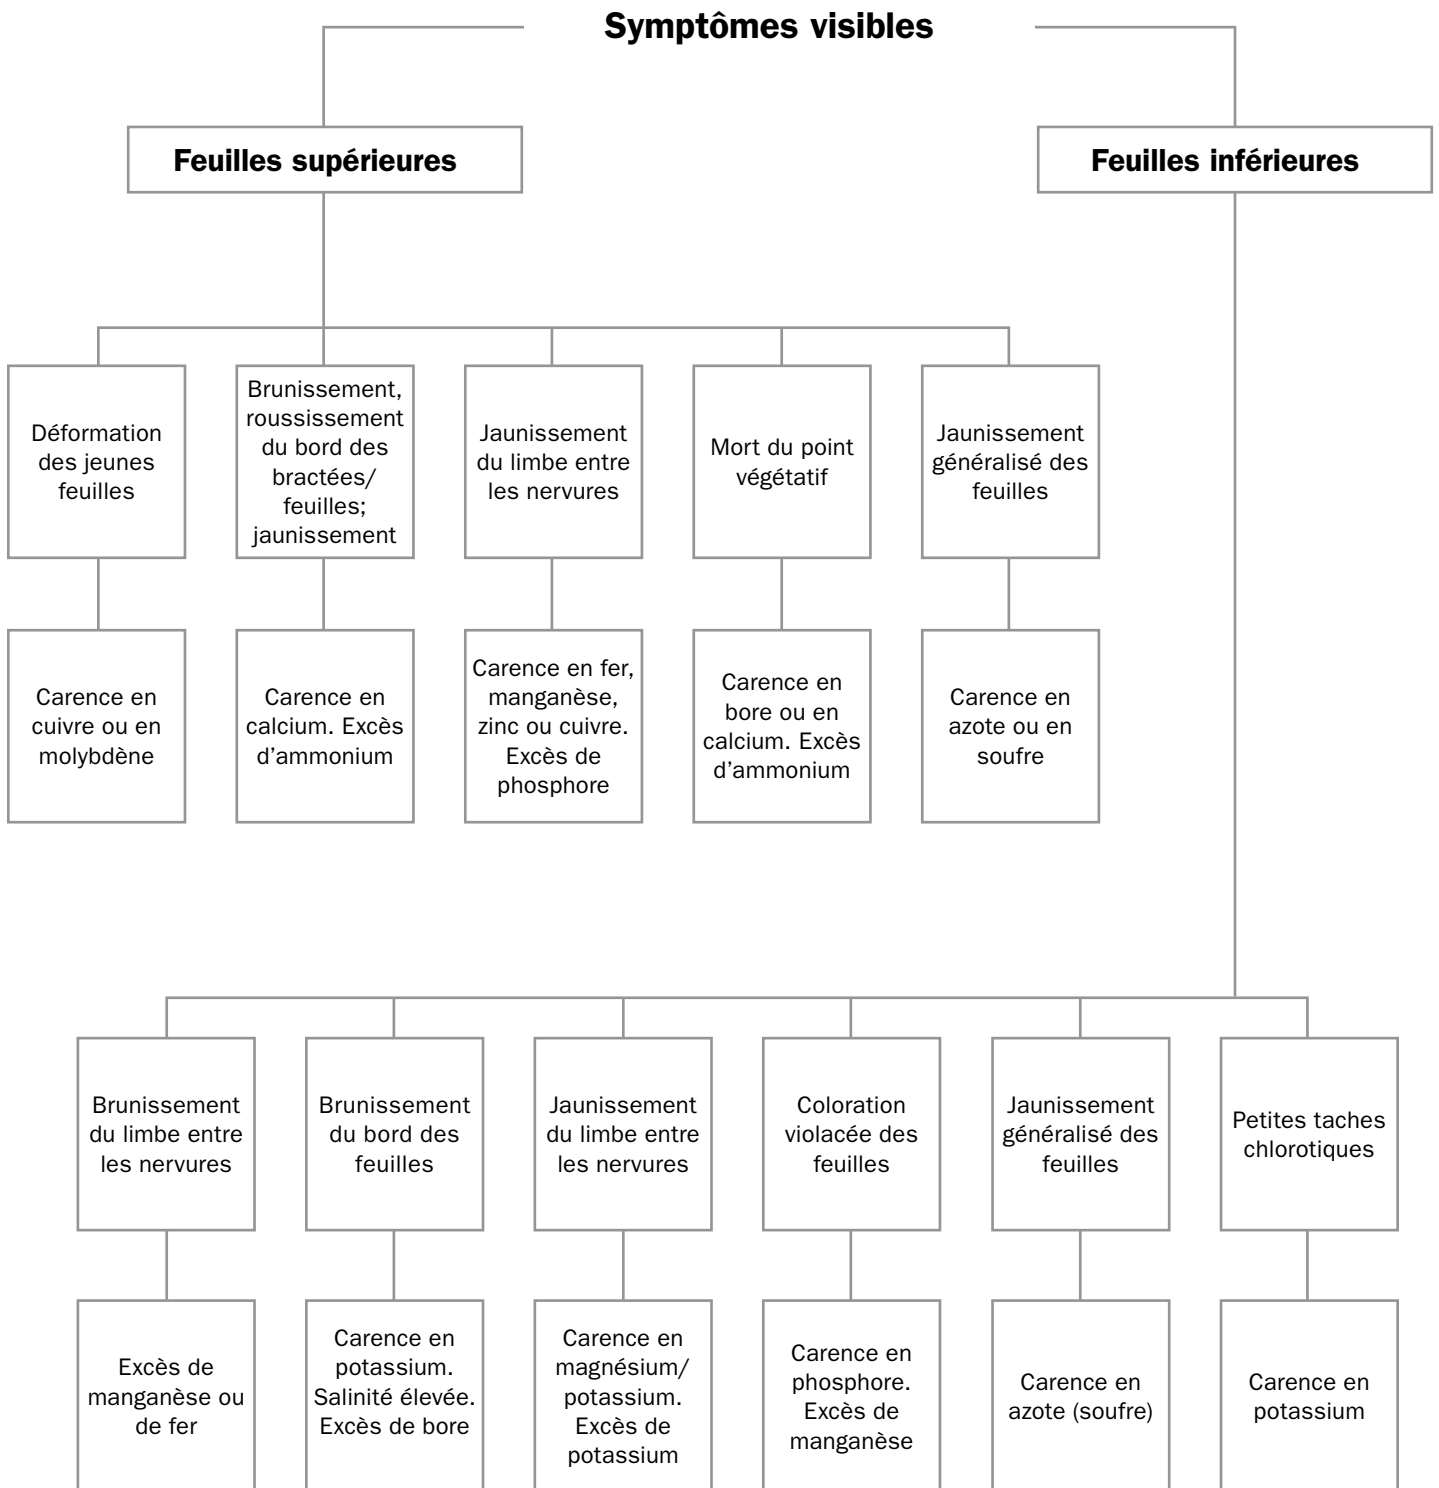 Symptômes visibles
Feuilles supérieures
Feuilles inférieures
Déformation
des jeunes
feuilles
Brunissement,
roussissement
du bord des
bractées/
feuilles;
jaunissement
Jaunissement
du limbe entre
les nervures
Mort du point
végétatif
Jaunissement
généralisé des
feuilles
Carence en
cuivre ou en
molybdène
Carence en
calcium. Excès
d’ammonium
Carence en fer,
manganèse,
zinc ou cuivre.
Excès de
phosphore
Carence en
bore ou en
calcium. Excès
d’ammonium
Carence en
azote ou en
soufre
Brunissement
du limbe entre
les nervures
Brunissement
du bord des
feuilles
Jaunissement
du limbe entre
les nervures
Coloration
violacée des
feuilles
Jaunissement
généralisé des
feuilles
Petites taches
chlorotiques
Excès de
manganèse ou
de fer
Carence en
potassium.
Salinité élevée.
Excès de bore
Carence en
magnésium/
potassium.
Excès de
potassium
Carence en
phosphore.
Excès de
manganèse
Carence en
azote (soufre)
Carence en
potassium